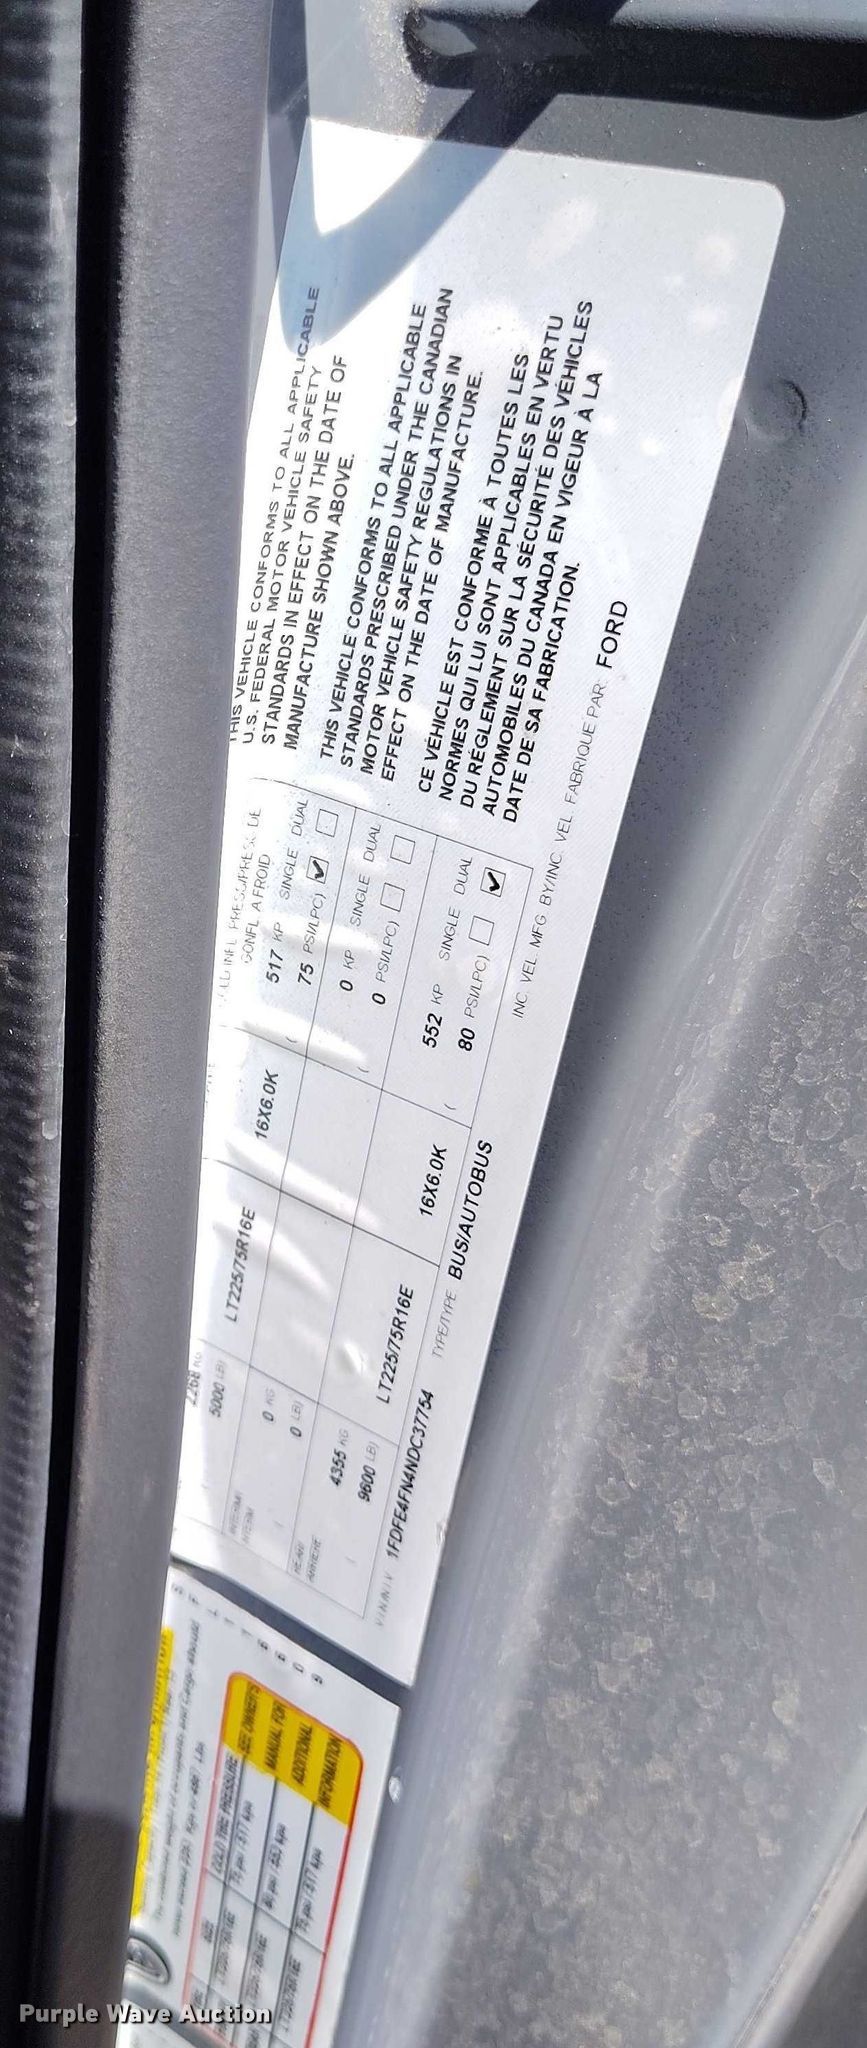 THIS VEHICLE CONFORMS TO ALL APPLICABLE
U.S. FEDERAL MOTOR VEHICLE SAFETY
STANDARDS IN EFFECT ON THE DATE OF
MANUFACTURE SHOWN ABOVE.
THIS VEHICLE CONFORMS TO ALL APPLICABLE
STANDARDS PRESCRIBED UNDER THE CANADIAN
MOTOR VEHICLE SAFETY REGULATIONS IN
EFFECT ON THE DATE OF MANUFACTURE.
CE VÉHICLE EST CONFORME À TOUTES LES
NORMES QUI LUI SONT APPLICABLES EN VERTU
DU RÉGLEMENT SUR LA SÉCURITÉ DES VÉHICLES
AUTOMOBILES DU CANADA EN VIGEUR À LA
DATE DE SA FABRICATION.
INC. VEL. MFG BY/INC. VEL. FABRIQUE PAR: FORD
GONFL A FROID
2268 KG LT225/75R16E 16X6.0K 517 KP SINGLE DUAL
5000 LB) ( 75 PSI/LPC)
0 KG 0 KP SINGLE DUAL
0 LB) ( 0 PSI/LPC)
4355 KG LT225/75R16E 16X6.0K 552 KP SINGLE DUAL
9600 LB) ( 80 PSI/LPC)
V.I.N./N.I.V. 1FDFE4FN4NDC37754 TYPE/TYPE BUS/AUTOBUS
COLD TIRE PRESSURE
SEE OWNER'S
MANUAL FOR
ADDITIONAL
INFORMATION
Purple Wave Auction